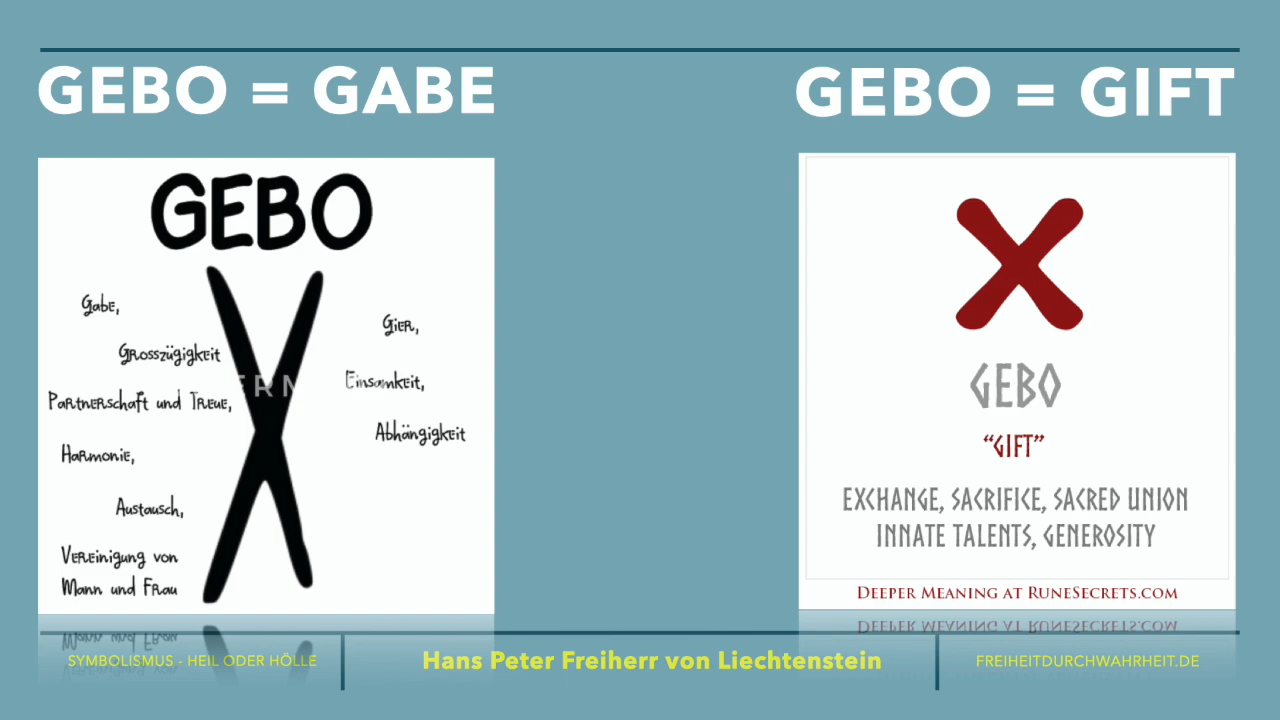 GEBO = GABE
GEBO = GIFT
GEBO
Gabe,
Grosszügigkeit
Partnerschaft und Treue,
Harmonie,
Austausch,
Vereinigung von
Mann und Frau
Gier,
Einsamkeit,
Abhängigkeit
GEBO
“GIFT”
EXCHANGE, SACRIFICE, SACRED UNION
INNATE TALENTS, GENEROSITY
DEEPER MEANING AT RUNESECRETS.COM
SYMBOLISMUS - HEIL ODER HÖLLE
Hans Peter Freiherr von Liechtenstein
FREIHEITDURCHWAHRHEIT.DE